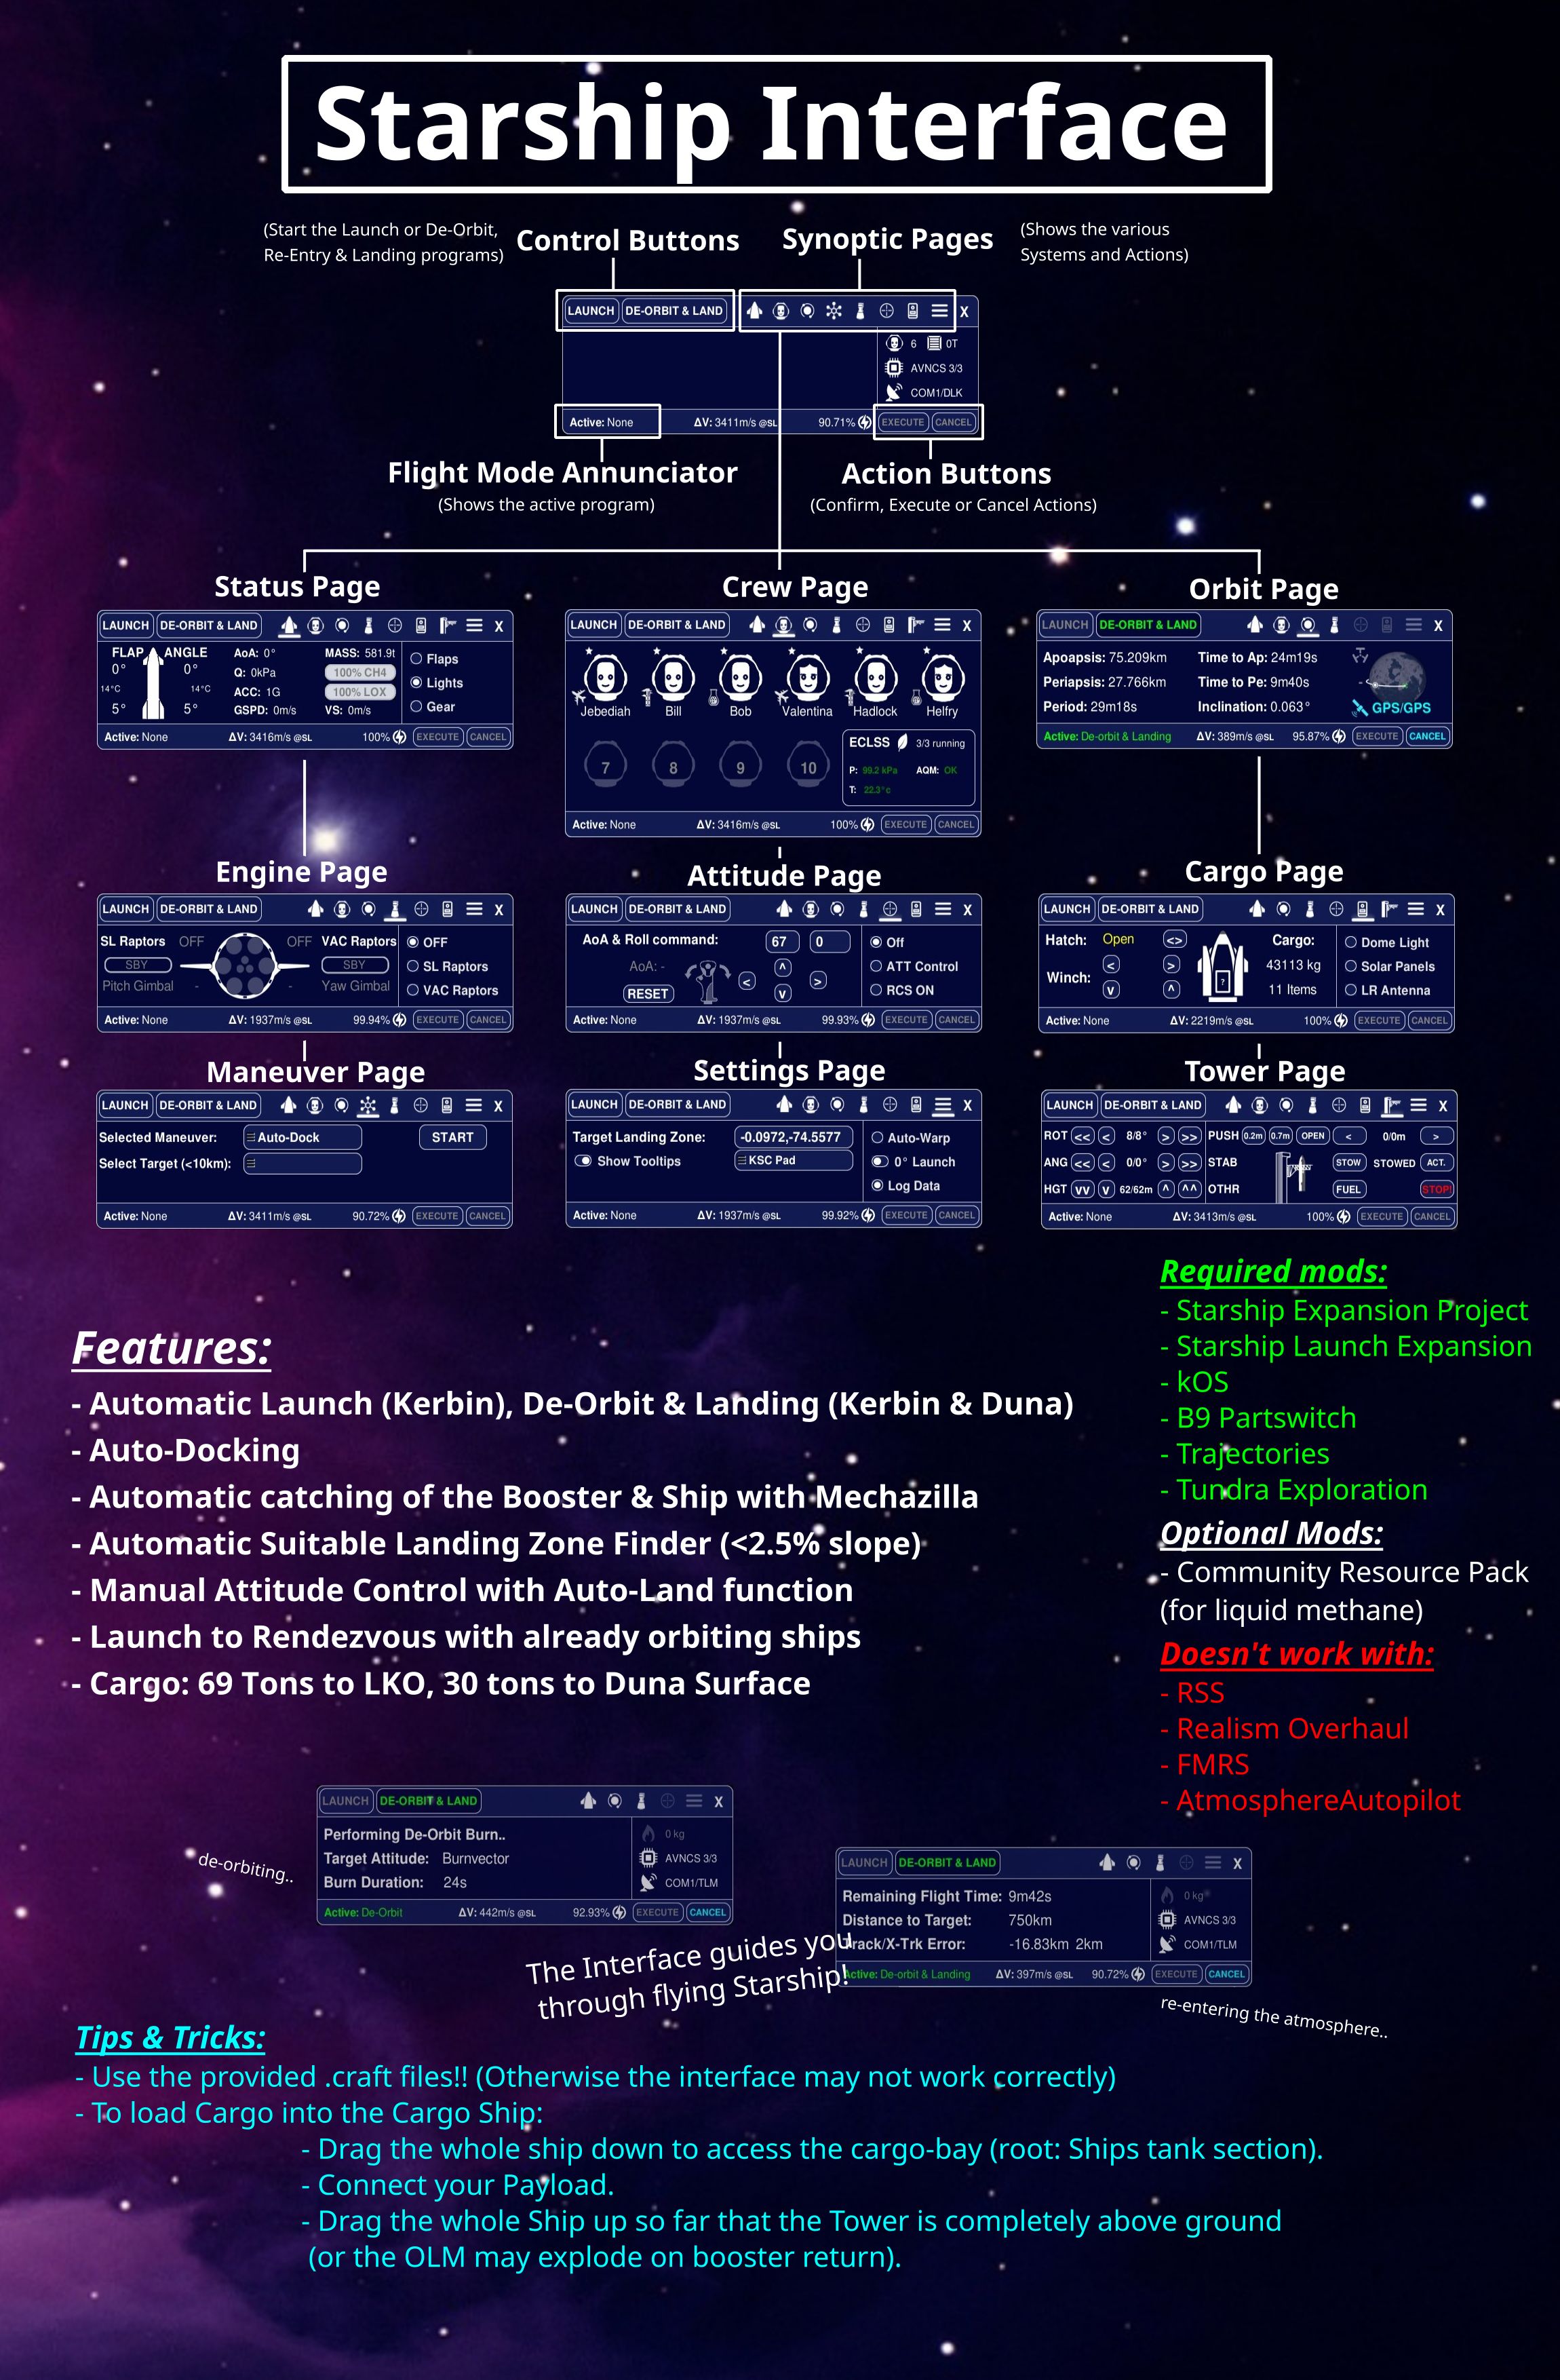 Starship Interface
(Start the Launch or De-Orbit,
Re-Entry & Landing programs)
Control Buttons
Synoptic Pages
(Shows the various
Systems and Actions)
LAUNCH DE-ORBIT & LAND X
6 0T
AVNCS 3/3
COM1/DLK
Active: None ΔV: 3411m/s @SL 90.71% EXECUTE CANCEL
Flight Mode Annunciator
(Shows the active program)
Action Buttons
(Confirm, Execute or Cancel Actions)
Status Page
LAUNCH DE-ORBIT & LAND X
FLAP ANGLE AoA: 0° MASS: 581.9t Flaps
0° 0° Q: 0kPa 100% CH4 Lights
14°C 14°C ACC: 1G 100% LOX
5° 5° GSPD: 0m/s VS: 0m/s Gear
Active: None ΔV: 3416m/s @SL 100% EXECUTE CANCEL
Crew Page
LAUNCH DE-ORBIT & LAND X
Jebediah Bill Bob Valentina Hadlock Helfry
7 8 9 10
ECLSS 3/3 running
P: 99.2 kPa AQM: OK
T: 22.3°c
Active: None ΔV: 3416m/s @SL 100% EXECUTE CANCEL
Orbit Page
LAUNCH DE-ORBIT & LAND X
Apoapsis: 75.209km Time to Ap: 24m19s
Periapsis: 27.766km Time to Pe: 9m40s
Period: 29m18s Inclination: 0.063° GPS/GPS
Active: De-orbit & Landing ΔV: 389m/s @SL 95.87% EXECUTE CANCEL
Engine Page
LAUNCH DE-ORBIT & LAND X
SL Raptors OFF OFF VAC Raptors OFF
SBY SBY SL Raptors
Pitch Gimbal - - Yaw Gimbal VAC Raptors
Active: None ΔV: 1937m/s @SL 99.94% EXECUTE CANCEL
Attitude Page
LAUNCH DE-ORBIT & LAND X
AoA & Roll command: 67 0 Off
AoA: - < ^ > ATT Control
RESET v RCS ON
Active: None ΔV: 1937m/s @SL 99.93% EXECUTE CANCEL
Cargo Page
LAUNCH DE-ORBIT & LAND X
Hatch: Open <> Cargo: Dome Light
Winch: < > 43113 kg Solar Panels
v ^ ? 11 Items LR Antenna
Active: None ΔV: 2219m/s @SL 100% EXECUTE CANCEL
Maneuver Page
LAUNCH DE-ORBIT & LAND X
Selected Maneuver: Auto-Dock START
Select Target (<10km):
Active: None ΔV: 3411m/s @SL 90.72% EXECUTE CANCEL
Settings Page
LAUNCH DE-ORBIT & LAND X
Target Landing Zone: -0.0972,-74.5577 Auto-Warp
Show Tooltips KSC Pad 0° Launch
Log Data
Active: None ΔV: 1937m/s @SL 99.92% EXECUTE CANCEL
Tower Page
LAUNCH DE-ORBIT & LAND X
ROT << < 8/8° > >> PUSH 0.2m 0.7m OPEN < 0/0m >
ANG << < 0/0° > >> STAB STOW STOWED ACT.
HGT vv v 62/62m ^ ^^ OTHR FUEL STOP!
Active: None ΔV: 3413m/s @SL 100% EXECUTE CANCEL
Required mods:
- Starship Expansion Project
- Starship Launch Expansion
- kOS
- B9 Partswitch
- Trajectories
- Tundra Exploration
Optional Mods:
- Community Resource Pack
(for liquid methane)
Doesn't work with:
- RSS
- Realism Overhaul
- FMRS
- AtmosphereAutopilot
Features:
- Automatic Launch (Kerbin), De-Orbit & Landing (Kerbin & Duna)
- Auto-Docking
- Automatic catching of the Booster & Ship with Mechazilla
- Automatic Suitable Landing Zone Finder (<2.5% slope)
- Manual Attitude Control with Auto-Land function
- Launch to Rendezvous with already orbiting ships
- Cargo: 69 Tons to LKO, 30 tons to Duna Surface
de-orbiting..
LAUNCH DE-ORBIT & LAND X
Performing De-Orbit Burn.. 0 kg
Target Attitude: Burnvector AVNCS 3/3
Burn Duration: 24s COM1/TLM
Active: De-Orbit ΔV: 442m/s @SL 92.93% EXECUTE CANCEL
LAUNCH DE-ORBIT & LAND X
Remaining Flight Time: 9m42s 0 kg
Distance to Target: 750km AVNCS 3/3
Track/X-Trk Error: -16.83km 2km COM1/TLM
Active: De-orbit & Landing ΔV: 397m/s @SL 90.72% EXECUTE CANCEL
The Interface guides you
through flying Starship!
re-entering the atmosphere..
Tips & Tricks:
- Use the provided .craft files!! (Otherwise the interface may not work correctly)
- To load Cargo into the Cargo Ship:
- Drag the whole ship down to access the cargo-bay (root: Ships tank section).
- Connect your Payload.
- Drag the whole Ship up so far that the Tower is completely above ground
(or the OLM may explode on booster return).